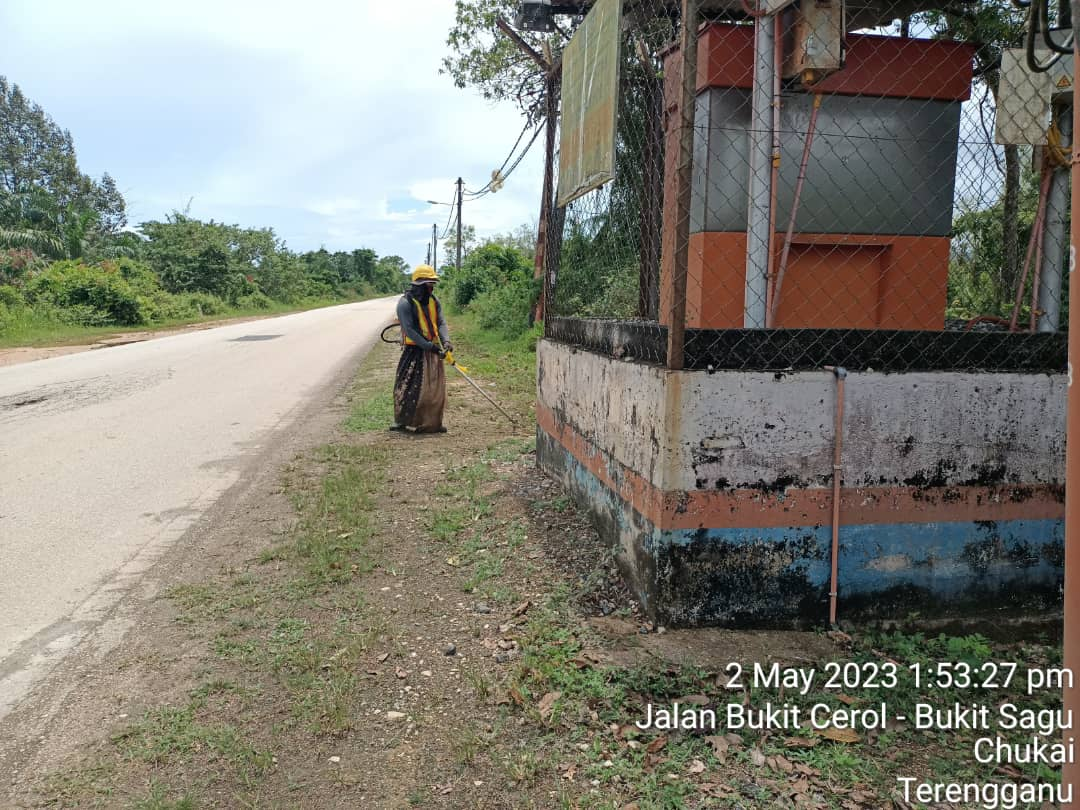 2 May 2023 1:53:27 pm
Jalan Bukit Cerol - Bukit Sagu
Chukai
Terengganu